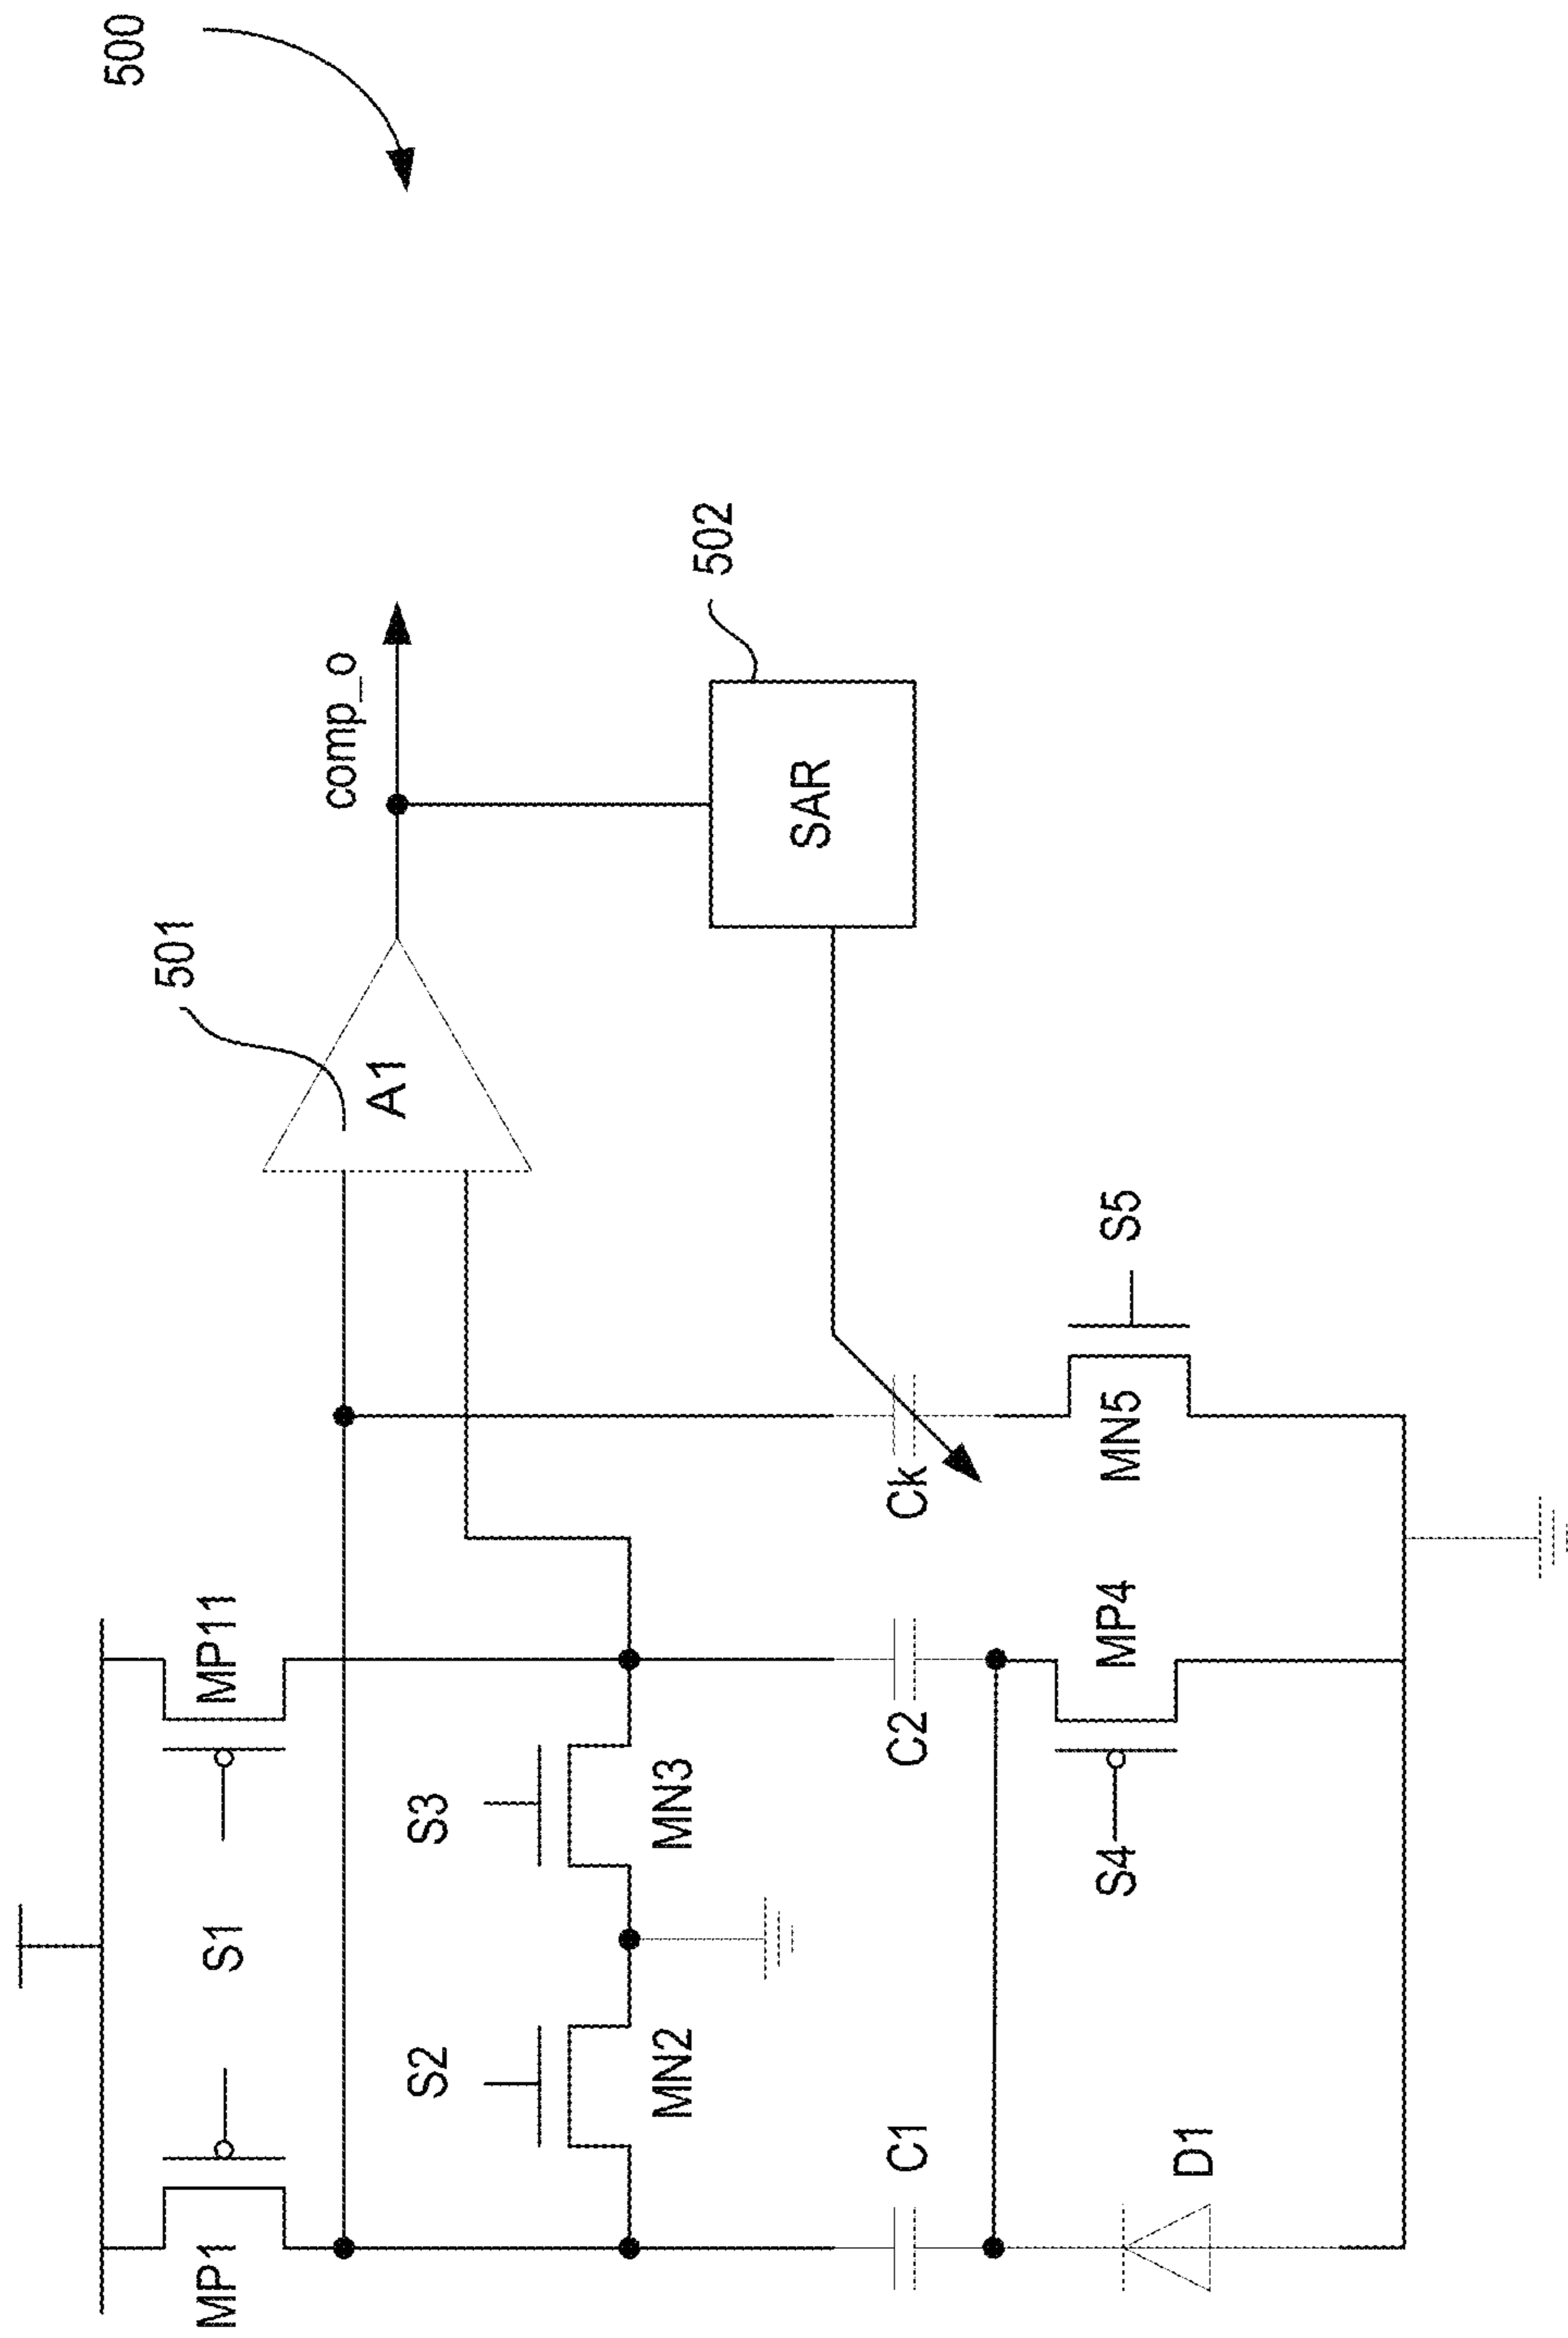 500
MP1
S1
MP11
501
A1
comp_o
S2
S3
MN2
MN3
502
SAR
C1
C2
Ck
D1
S4
MP4
MN5
S5